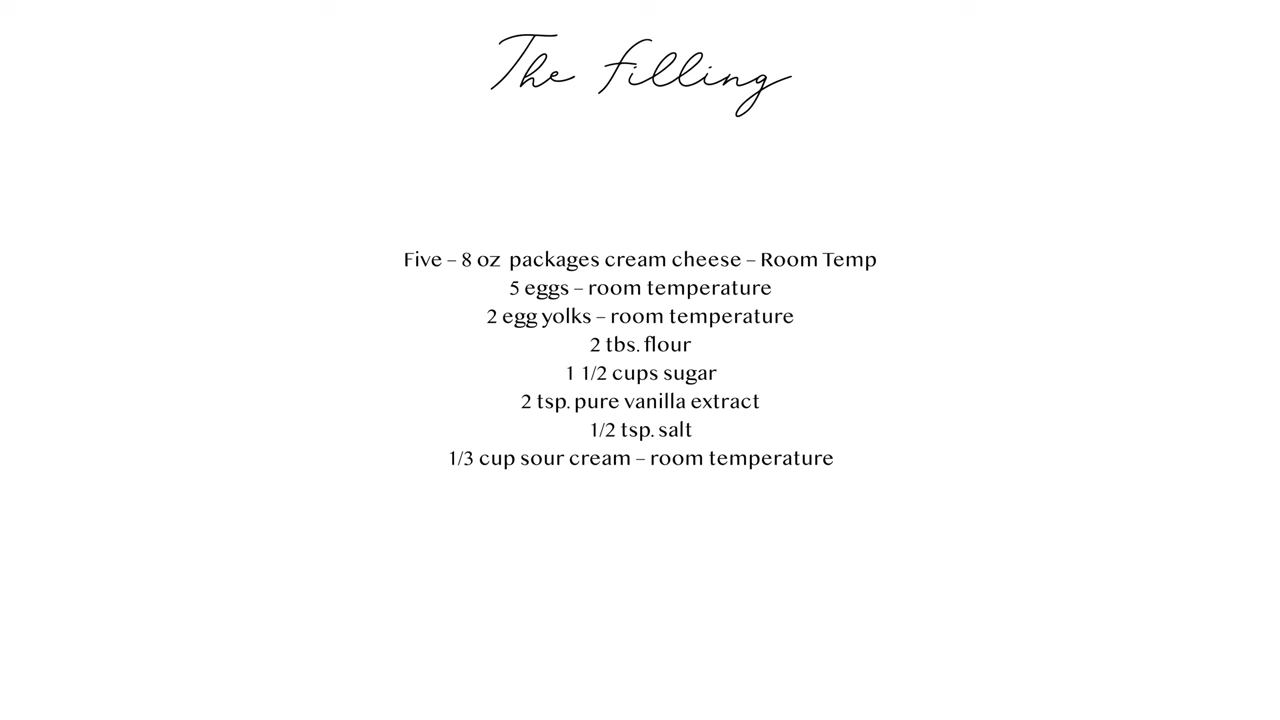 The Filling
Five – 8 oz packages cream cheese – Room Temp
5 eggs – room temperature
2 egg yolks – room temperature
2 tbs. flour
1 1/2 cups sugar
2 tsp. pure vanilla extract
1/2 tsp. salt
1/3 cup sour cream – room temperature